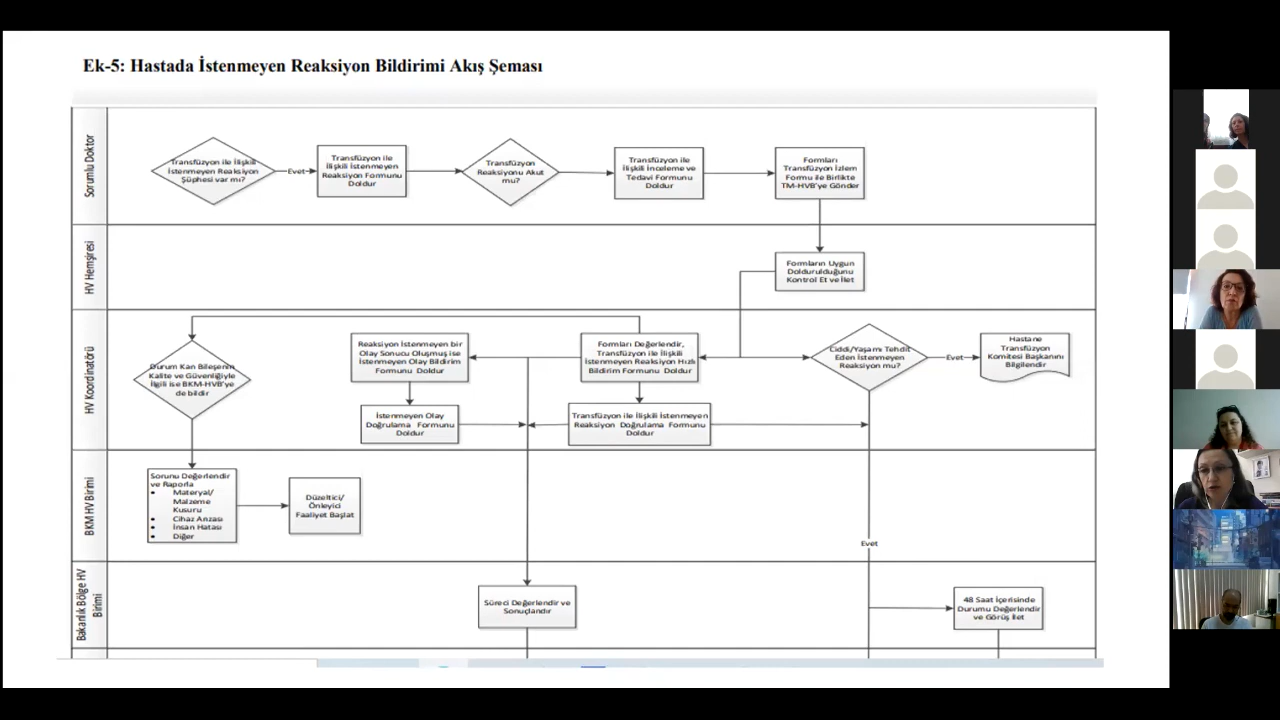 Ek-5: Hastada İstenmeyen Reaksiyon Bildirimi Akış Şeması
Sorumlu Doktor
Transfüzyon ile İlişkili
İstenmeyen Reaksiyon
Şüphesi var mı?
Evet
Transfüzyon ile
İlişkili İstenmeyen
Reaksiyon Formunu
Doldur
Transfüzyon
Reaksiyonu Akut
mu?
Transfüzyon ile
İlişkili İnceleme ve
Tedavi Formunu
Doldur
Formları
Transfüzyon İzlem
Formu ile Birlikte
TM-HVB'ye Gönder
HV Hemşiresi
Formların Uygun
Doldurulduğunu
Kontrol Et ve İlet
HV Koordinatörü
Durum Kan Bileşenin
Kalite ve Güvenliğiyle
İlgili ise BKM-HVB'ye
de bildir
Reaksiyon İstenmeyen bir
Olay Sonucu Oluşmuş ise
İstenmeyen Olay Bildirim
Formunu Doldur
Formları Değerlendir,
Transfüzyon ile İlişkili
İstenmeyen Reaksiyon Hızlı
Bildirim Formunu Doldur
Ciddi/Yaşamı Tehdit
Eden İstenmeyen
Reaksiyon mu?
Evet
Hastane
Transfüzyon
Komitesi Başkanını
Bilgilendir
İstenmeyen Olay
Doğrulama Formunu
Doldur
Transfüzyon ile İlişkili İstenmeyen
Reaksiyon Doğrulama Formunu
Doldur
BKM HV Birimi
Sorunu Değerlendir
ve Raporla
• Materyal/
Malzeme
Kusuru
• Cihaz Arızası
• İnsan Hatası
• Diğer
Düzeltici/
Önleyici
Faaliyet Başlat
Evet
Bakanlık Bölge HV
Birimi
Süreci Değerlendir ve
Sonuçlandır
48 Saat İçerisinde
Durumu Değerlendir
ve Görüş İlet